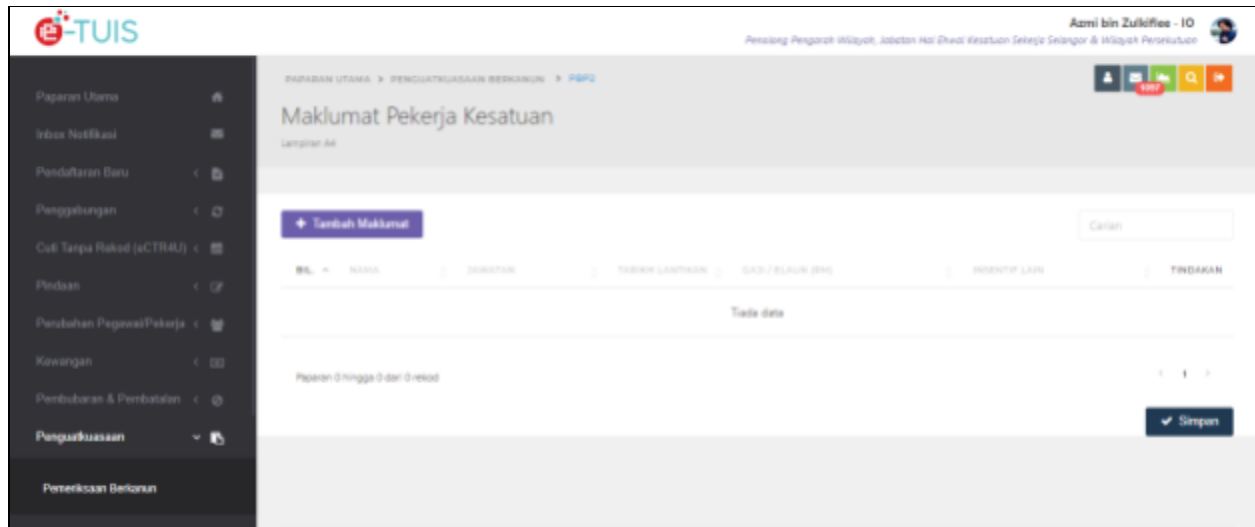 e-TUIS
Azmi bin Zulkiflee - IO
Penolong Pengarah Wilayah, Jabatan Hal Ehwal Kesatuan Sekerja Selangor & Wilayah Persekutuan
PAPARAN UTAMA > PENGUATKUASAAN BERKANUN > PBP2
1097
Maklumat Pekerja Kesatuan
Lampiran A4
Paparan Utama
Inbox Notifikasi
Pendaftaran Baru
Penggabungan
Cuti Tanpa Rekod (eCTR4U)
Pindaan
Perubahan Pegawai/Pekerja
Kewangan
Pembubaran & Pembatalan
Penguatkuasaan
Pemeriksaan Berkanun
Tambah Maklumat
Carian
BIL. NAMA JAWATAN TARIKH LANTIKAN GAJI / ELAUN (RM) INSENTIF LAIN TINDAKAN
Tiada data
Paparan 0 hingga 0 dari 0 rekod
1
Simpan